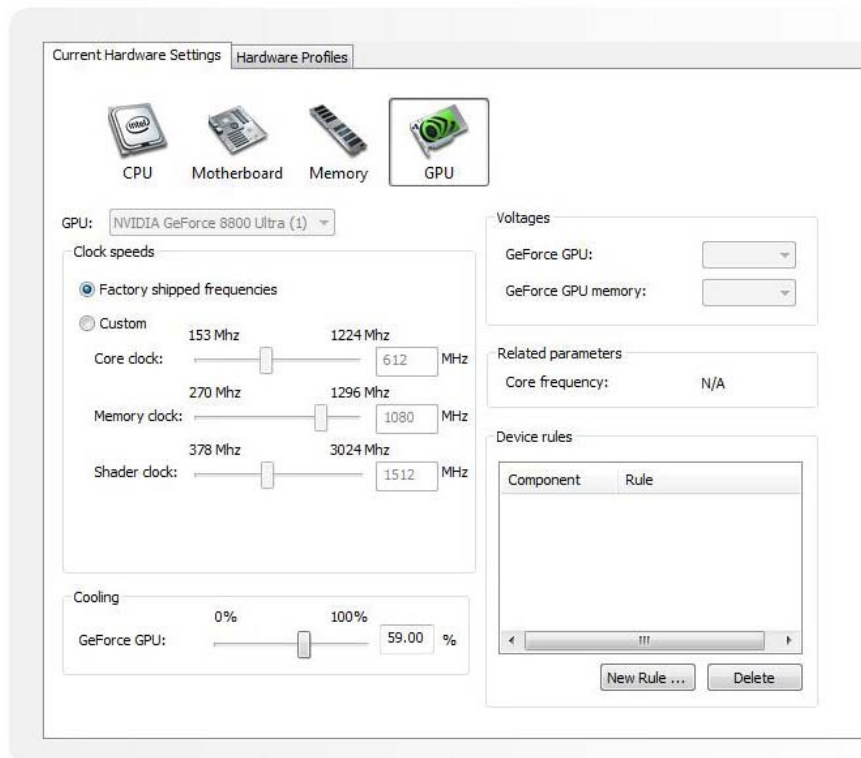 Current Hardware Settings
Hardware Profiles
intel
CPU
Motherboard
Memory
GPU
GPU: NVIDIA GeForce 8800 Ultra (1)
Clock speeds
Factory shipped frequencies
Custom
153 Mhz 1224 Mhz
Core clock: 612 MHz
270 Mhz 1296 Mhz
Memory clock: 1080 MHz
378 Mhz 3024 Mhz
Shader clock: 1512 MHz
Cooling
0% 100%
GeForce GPU: 59.00 %
Voltages
GeForce GPU:
GeForce GPU memory:
Related parameters
Core frequency: N/A
Device rules
Component Rule
New Rule ... Delete